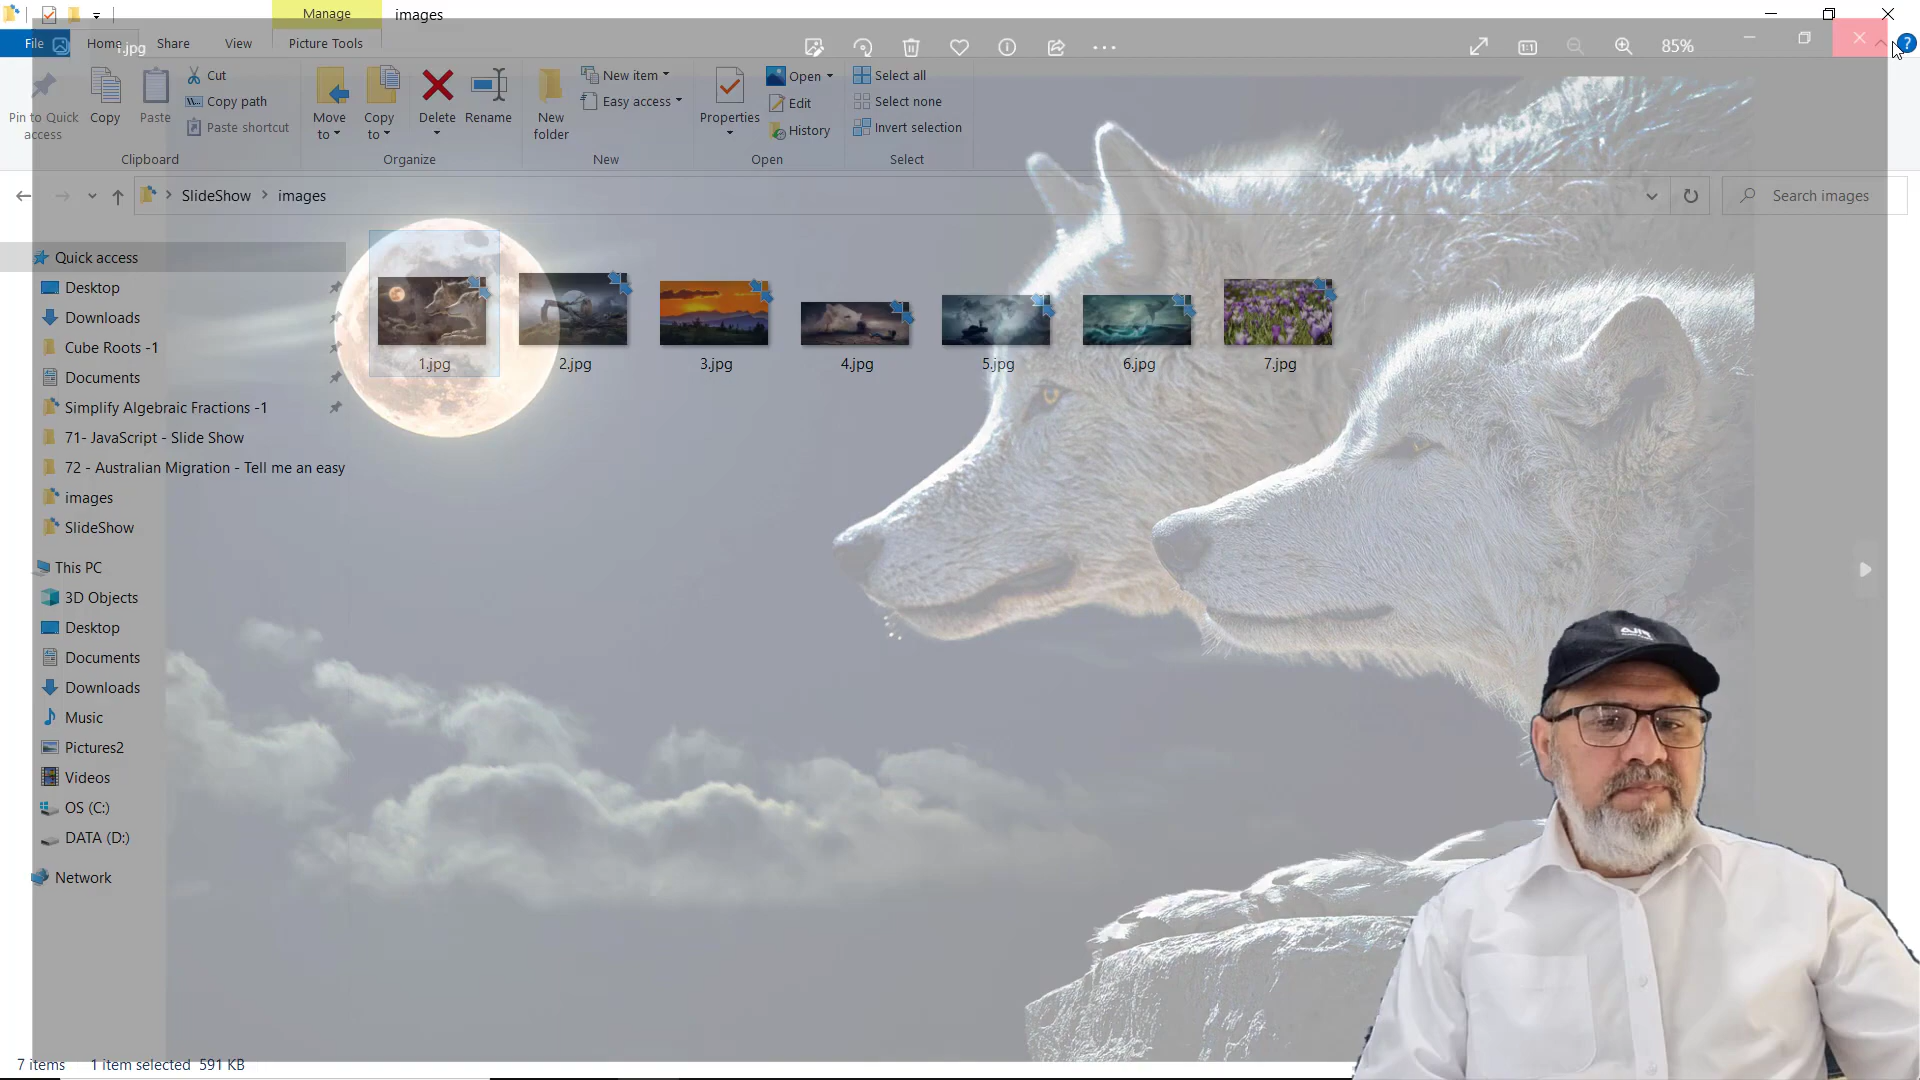 Manage
images
File
Home
Share
View
Picture Tools
1.jpg
85%
Pin to Quick access
Copy
Paste
Cut
Copy path
Paste shortcut
Clipboard
Move to
Copy to
Delete
Rename
Organize
New folder
New item
Easy access
New
Properties
Open
Edit
History
Open
Select all
Select none
Invert selection
Select
SlideShow
images
Search images
Quick access
Desktop
Downloads
Cube Roots -1
Documents
Simplify Algebraic Fractions -1
71- JavaScript - Slide Show
72 - Australian Migration - Tell me an easy
images
SlideShow
This PC
3D Objects
Desktop
Documents
Downloads
Music
Pictures2
Videos
OS (C:)
DATA (D:)
Network
1.jpg
2.jpg
3.jpg
4.jpg
5.jpg
6.jpg
7.jpg
7 items
1 item selected 591 KB